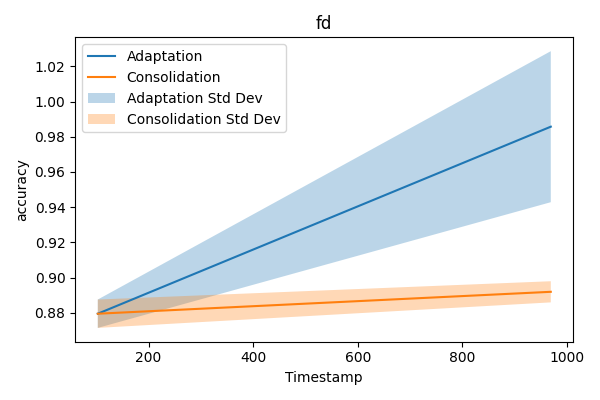 fd
Adaptation
Consolidation
Adaptation Std Dev
Consolidation Std Dev
accuracy
1.02
1.00
0.98
0.96
0.94
0.92
0.90
0.88
200 400 600 800 1000
Timestamp